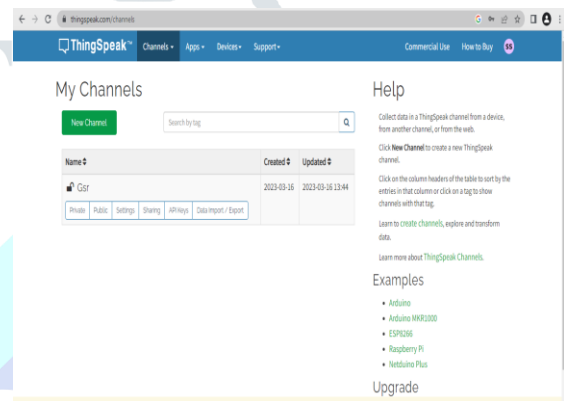 thingspeak.com/channels
ThingSpeak™ Channels Apps Devices Support Commercial Use How to Buy SS
My Channels
New Channel
Search by tag
Name Created Updated
Gsr 2023-03-16 2023-03-16 13:44
Private Public Settings Sharing API Keys Data Import / Export
Help
Collect data in a ThingSpeak channel from a device,
from another channel, or from the web.
Click New Channel to create a new ThingSpeak
channel.
Click on the column headers of the table to sort by the
entries in that column or click on a tag to show
channels with that tag.
Learn to create channels, explore and transform
data.
Learn more about ThingSpeak Channels.
Examples
• Arduino
• Arduino MKR1000
• ESP8266
• Raspberry Pi
• Netduino Plus
Upgrade